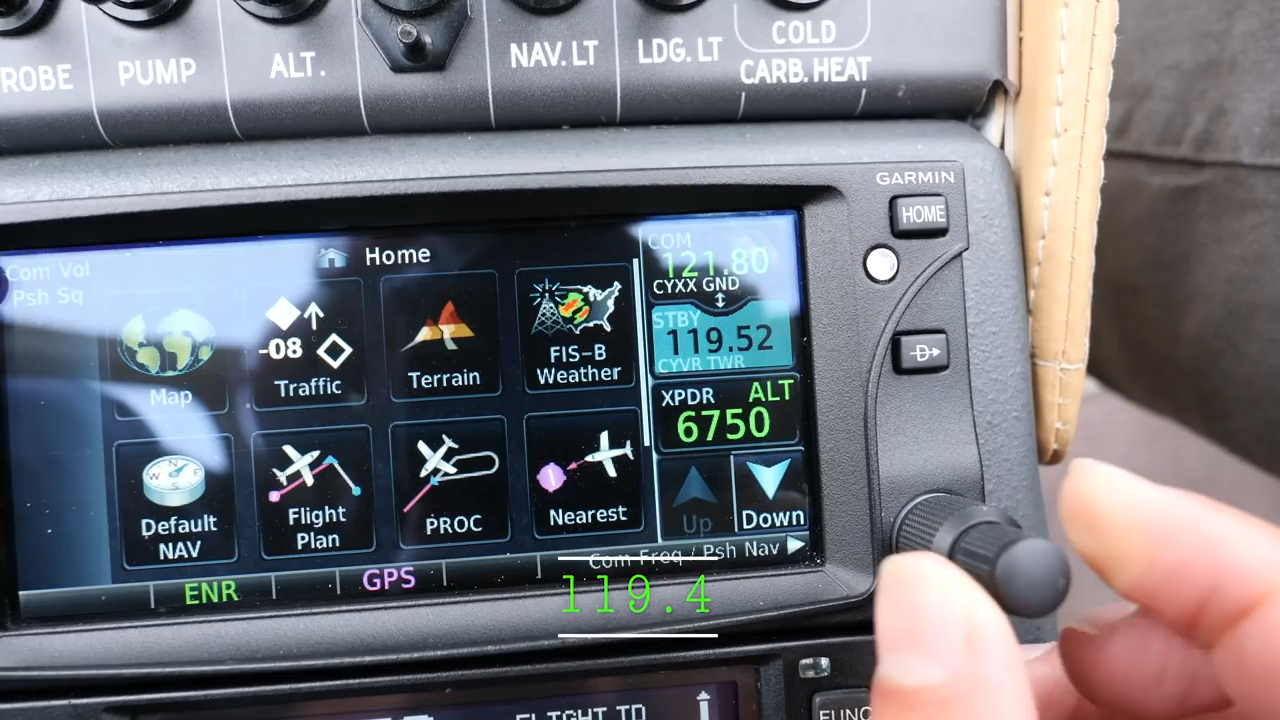 ROBE
PUMP
ALT.
NAV. LT
LDG. LT
COLD
CARB. HEAT
GARMIN
HOME
Com Vol
Psh Sq
Home
Map
-08
Traffic
Terrain
FIS-B
Weather
COM
121.80
CYXX GND
STBY
119.52
CYVR TWR
XPDR ALT
6750
Default
NAV
Flight
Plan
PROC
Nearest
Up
Down
Com Freq / Psh Nav
ENR
GPS
119.4
FLIGHT ID
FUNC